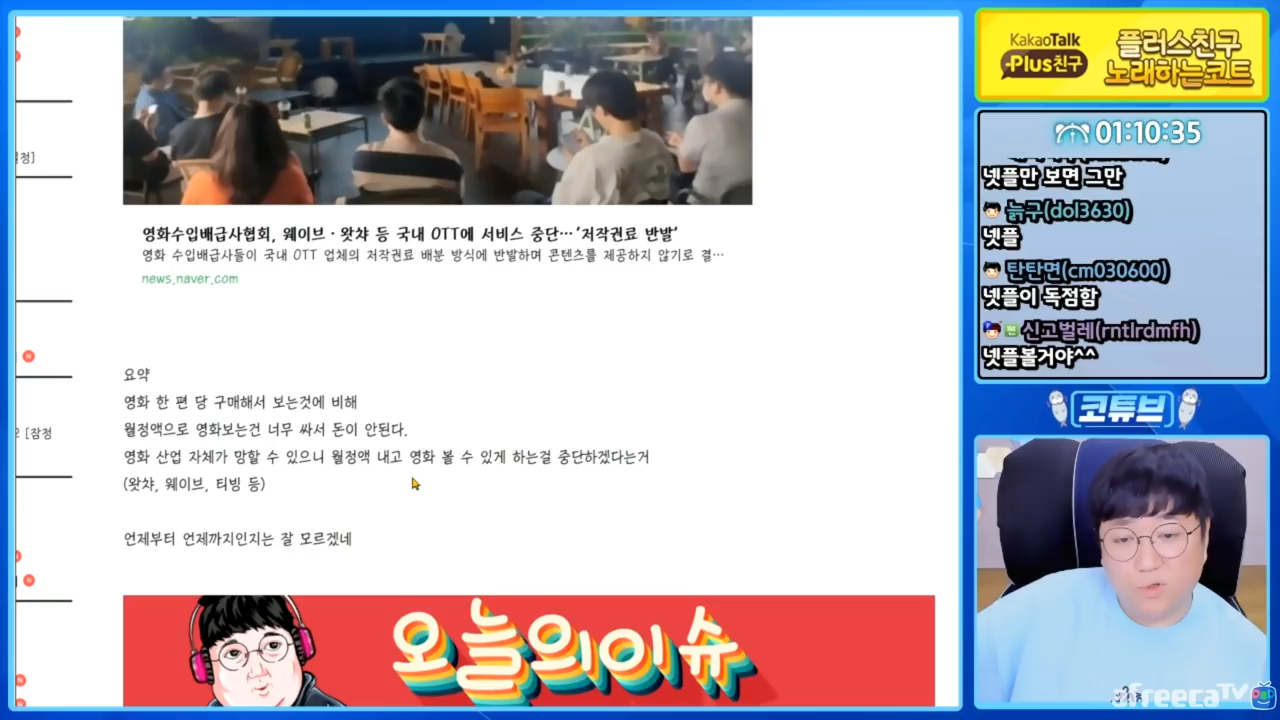 영화수입배급사협회, 웨이브·왓챠 등 국내 OTT에 서비스 중단…'저작권료 반발'
영화 수입배급사들이 국내 OTT 업체의 저작권료 배분 방식에 반발하며 콘텐츠를 제공하지 않기로 결…
news.naver.com
요약
영화 한 편 당 구매해서 보는것에 비해
월정액으로 영화보는건 너무 싸서 돈이 안된다.
영화 산업 자체가 망할 수 있으니 월정액 내고 영화 볼 수 있게 하는걸 중단하겠다는거
(왓챠, 웨이브, 티빙 등)
언제부터 언제까지인지는 잘 모르겠네
오늘의이슈
[잠정
KakaoTalk
Plus친구
플러스친구
노래하는코트
01:10:35
넷플만 보면 그만
늙구(dol3630)
넷플
탄탄면(cm030600)
넷플이 독점함
신고벌레(rntlrdmfh)
넷플볼거야^^
코튜브
afreecaTV